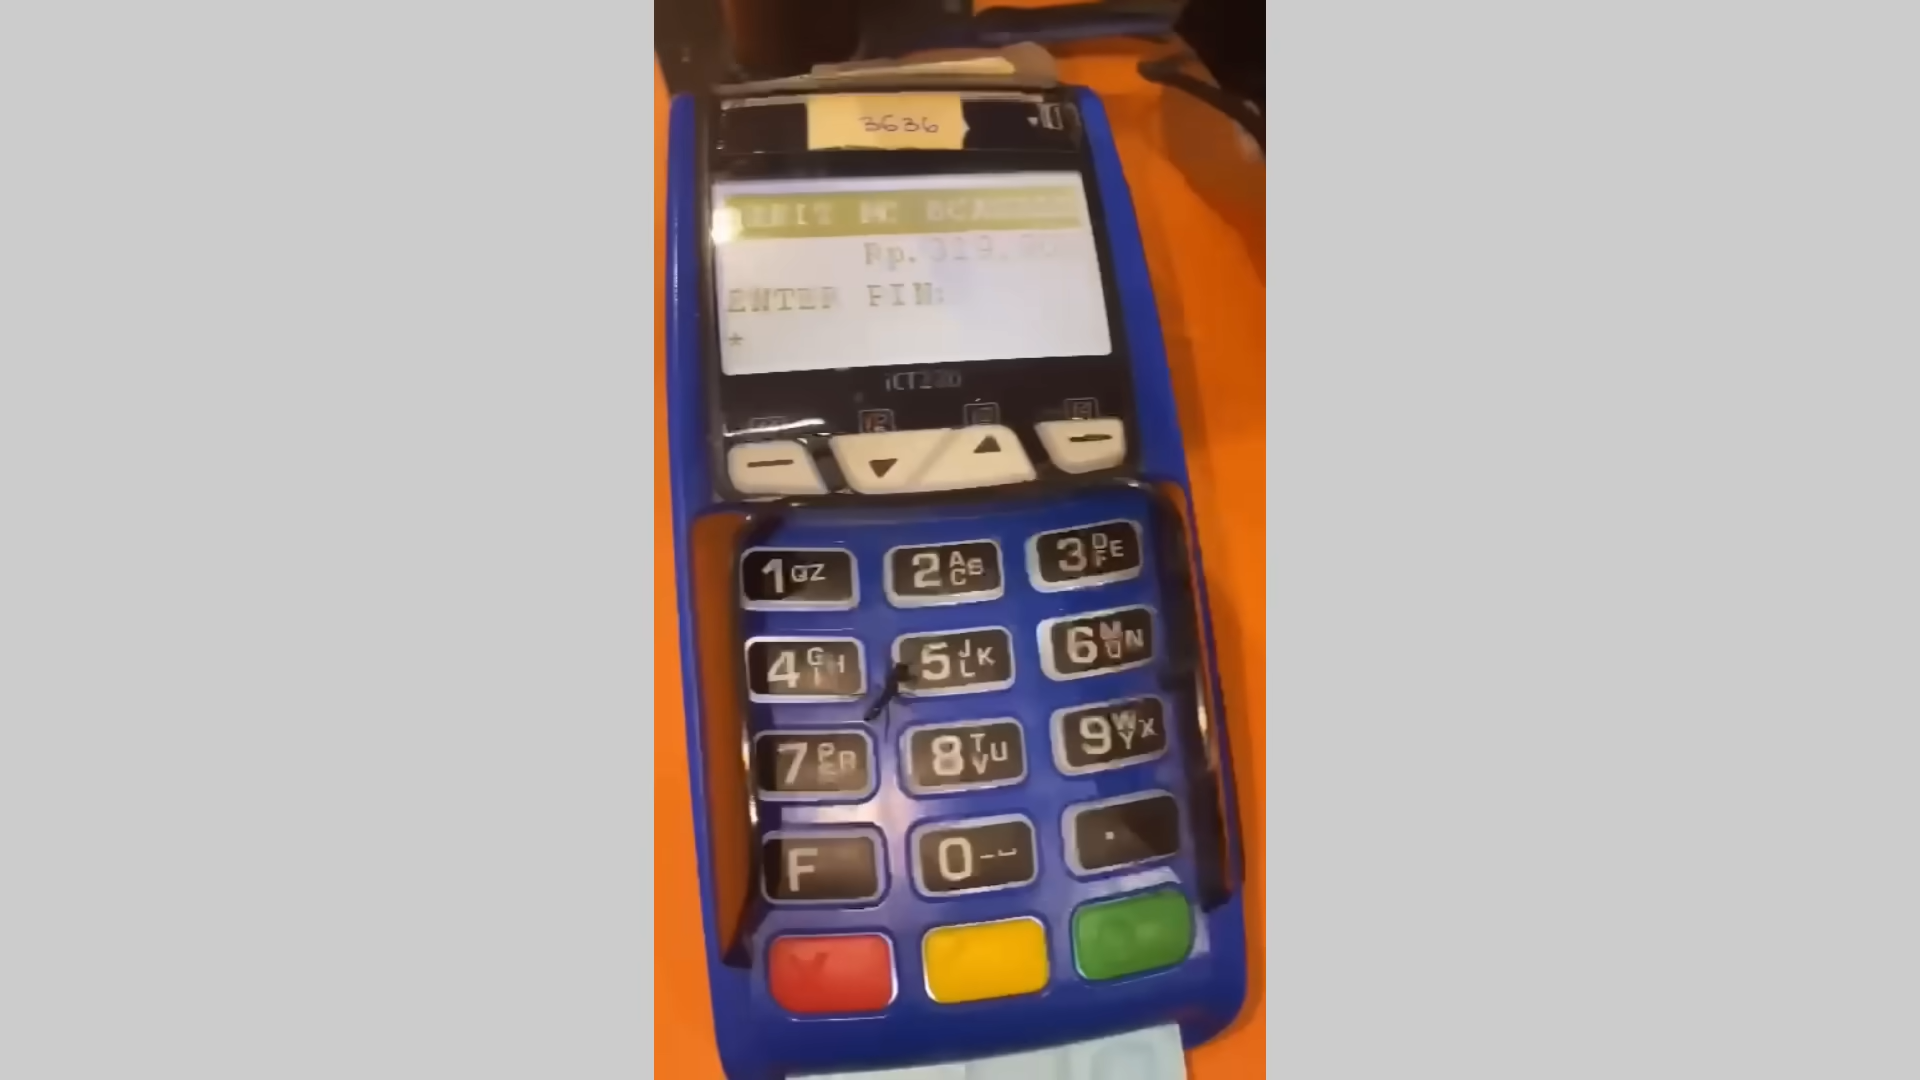 3636
Rp.
ENTER PIN:
*
iCT220
1 QZ
2 ABC
3 DEF
4 GHI
5 JKL
6 MNO
7 PRS
8 TUV
9 WXY
F
0
.